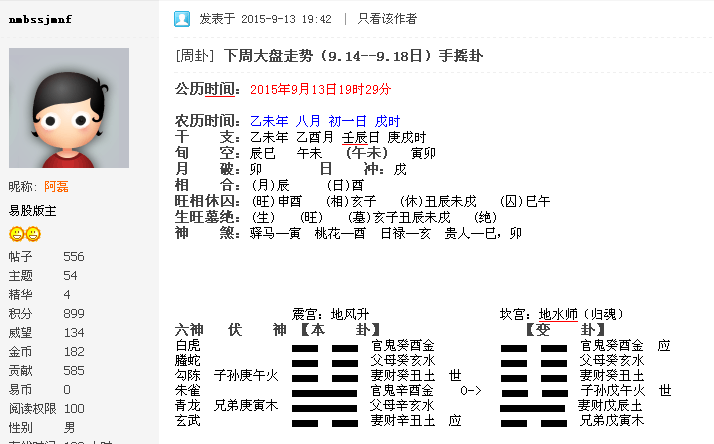 nmbssjmnf
发表于 2015-9-13 19:42 | 只看该作者
[周卦] 下周大盘走势（9.14--9.18日）手摇卦
公历时间：2015年9月13日19时29分
农历时间：乙未年 八月 初一日 戌时
干 支：乙未年 乙酉月 壬辰日 庚戌时
旬 空：辰巳 午未 (午未) 寅卯
月 破：卯 日 冲：戌
相 合：(月)辰 (日)酉
旺相休囚：(旺)申酉 (相)亥子 (休)丑辰未戌 (囚)巳午
生旺墓绝：(生) (旺) (墓)亥子丑辰未戌 (绝)
神 煞：驿马—寅 桃花—酉 日禄—亥 贵人—巳，卯
昵称：阿磊
易股版主
帖子 556
主题 54
精华 4
积分 899
威望 134
金币 182
贡献 585
易币 0
阅读权限 100
性别 男
震宫：地风升 坎宫：地水师（归魂）
六神 伏 神 【本 卦】 【变 卦】
白虎 官鬼癸酉金 官鬼癸酉金 应
螣蛇 父母癸亥水 父母癸亥水
勾陈 子孙庚午火 妻财癸丑土 世 妻财癸丑土
朱雀 官鬼辛酉金 O-> 子孙戊午火 世
青龙 兄弟庚寅木 父母辛亥水 妻财戊辰土
玄武 妻财辛丑土 应 兄弟戊寅木